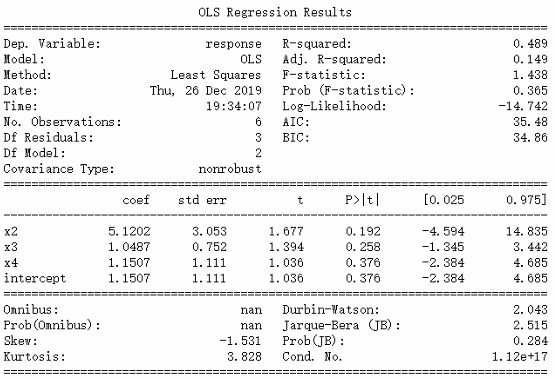 OLS Regression Results
==============================================================================
Dep. Variable: response R-squared: 0.489
Model: OLS Adj. R-squared: 0.149
Method: Least Squares F-statistic: 1.438
Date: Thu, 26 Dec 2019 Prob (F-statistic): 0.365
Time: 19:34:07 Log-Likelihood: -14.742
No. Observations: 6 AIC: 35.48
Df Residuals: 3 BIC: 34.86
Df Model: 2
Covariance Type: nonrobust
==============================================================================
coef std err t P>|t| [0.025 0.975]
------------------------------------------------------------------------------
x2 5.1202 3.053 1.677 0.192 -4.594 14.835
x3 1.0487 0.752 1.394 0.258 -1.345 3.442
x4 1.1507 1.111 1.036 0.376 -2.384 4.685
intercept 1.1507 1.111 1.036 0.376 -2.384 4.685
==============================================================================
Omnibus: nan Durbin-Watson: 2.043
Prob(Omnibus): nan Jarque-Bera (JB): 2.515
Skew: -1.531 Prob(JB): 0.284
Kurtosis: 3.828 Cond. No. 1.12e+17
==============================================================================